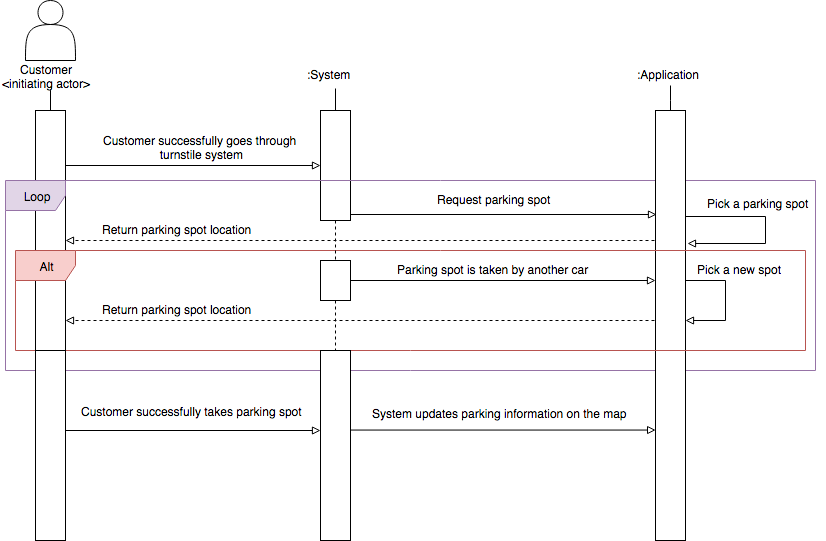 Customer
<initiating actor>
:System
:Application
Customer successfully goes through
turnstile system
Loop
Request parking spot
Pick a parking spot
Return parking spot location
Alt
Parking spot is taken by another car
Pick a new spot
Return parking spot location
Customer successfully takes parking spot
System updates parking information on the map